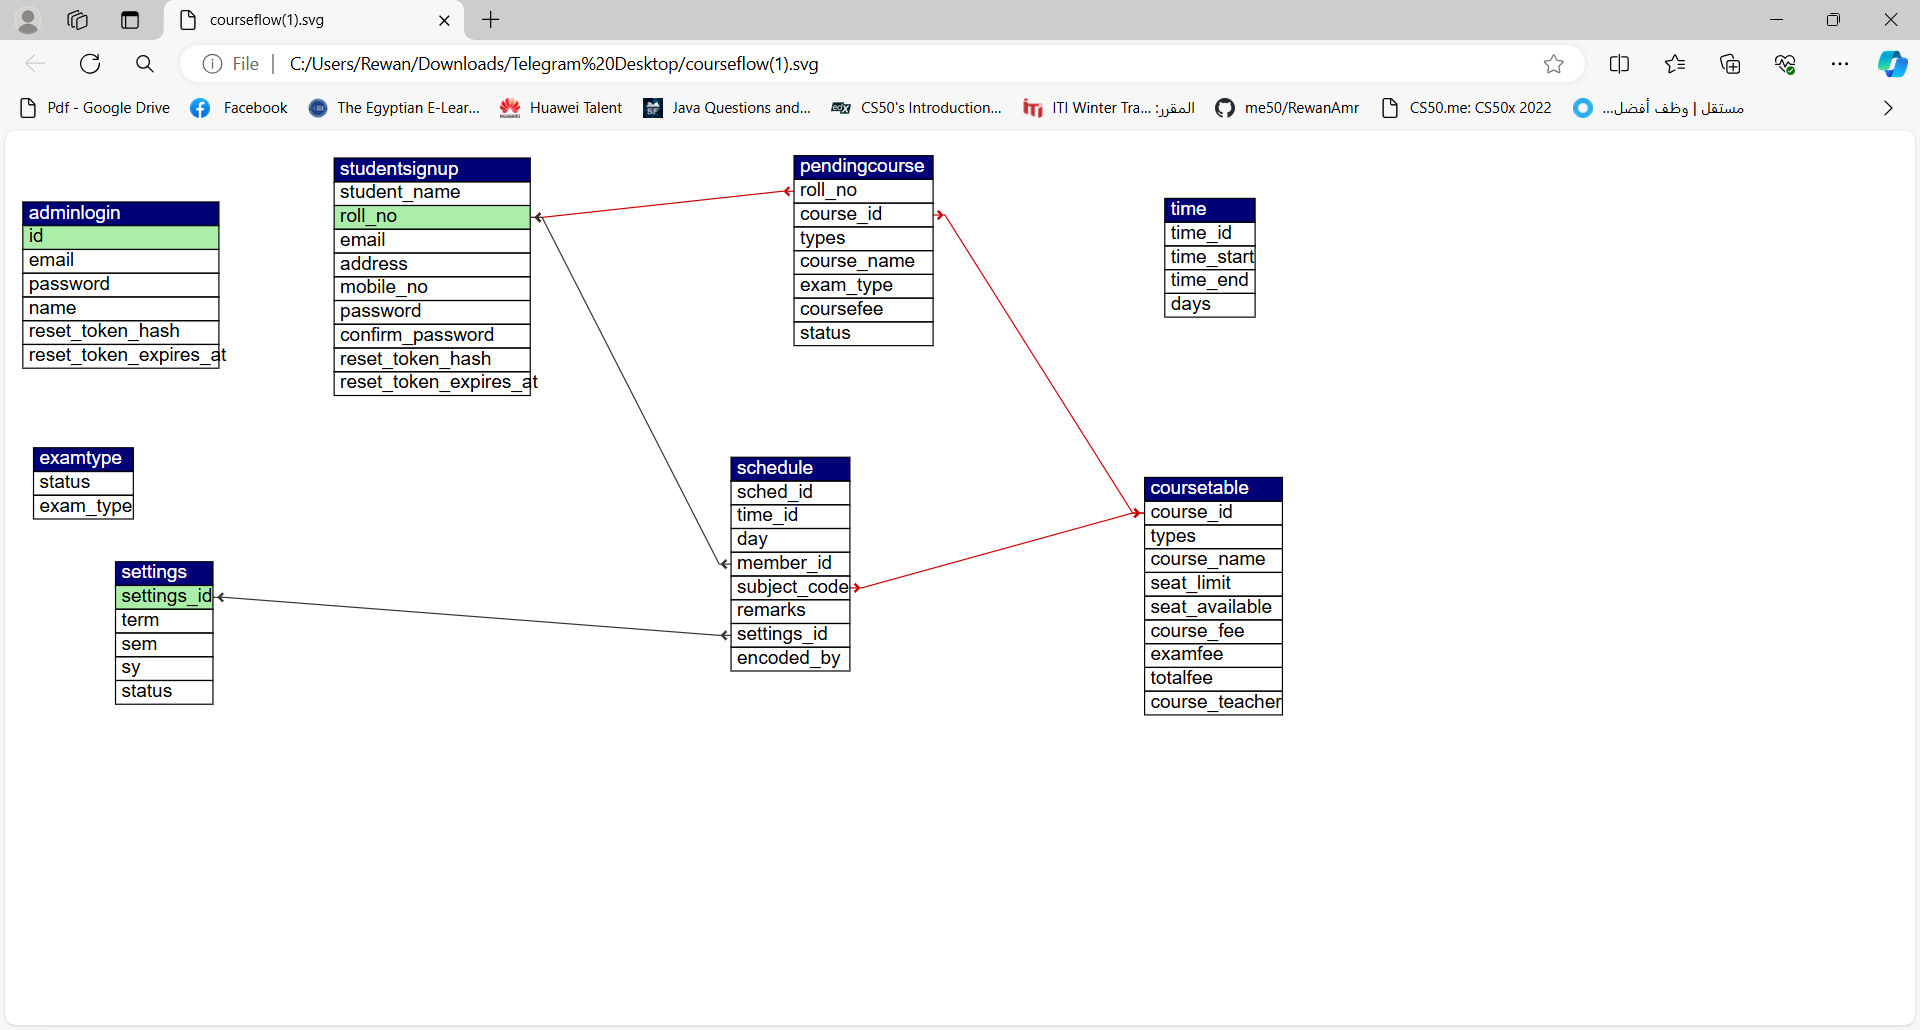 courseflow(1).svg
File
C:/Users/Rewan/Downloads/Telegram%20Desktop/courseflow(1).svg
Pdf - Google Drive
Facebook
The Egyptian E-Lear...
Huawei Talent
Java Questions and...
CS50's Introduction...
ITI Winter Tra... :المقرر
me50/RewanAmr
CS50.me: CS50x 2022
مستقل | وظف أفضل...
adminlogin
id
email
password
name
reset_token_hash
reset_token_expires_at
studentsignup
student_name
roll_no
email
address
mobile_no
password
confirm_password
reset_token_hash
reset_token_expires_at
pendingcourse
roll_no
course_id
types
course_name
exam_type
coursefee
status
time
time_id
time_start
time_end
days
examtype
status
exam_type
settings
settings_id
term
sem
sy
status
schedule
sched_id
time_id
day
member_id
subject_code
remarks
settings_id
encoded_by
coursetable
course_id
types
course_name
seat_limit
seat_available
course_fee
examfee
totalfee
course_teacher